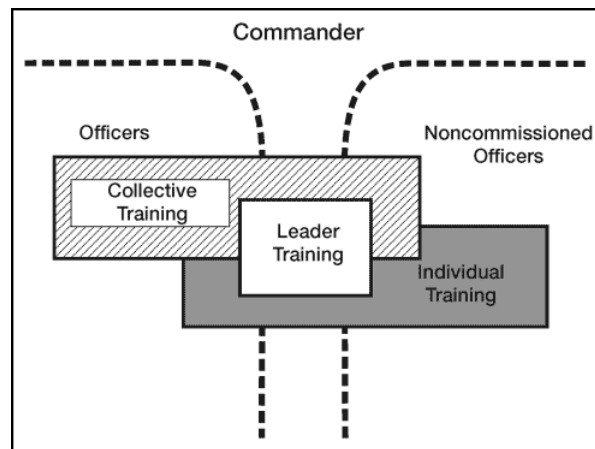 Commander
Officers
Noncommissioned
Officers
Collective
Training
Leader
Training
Individual
Training